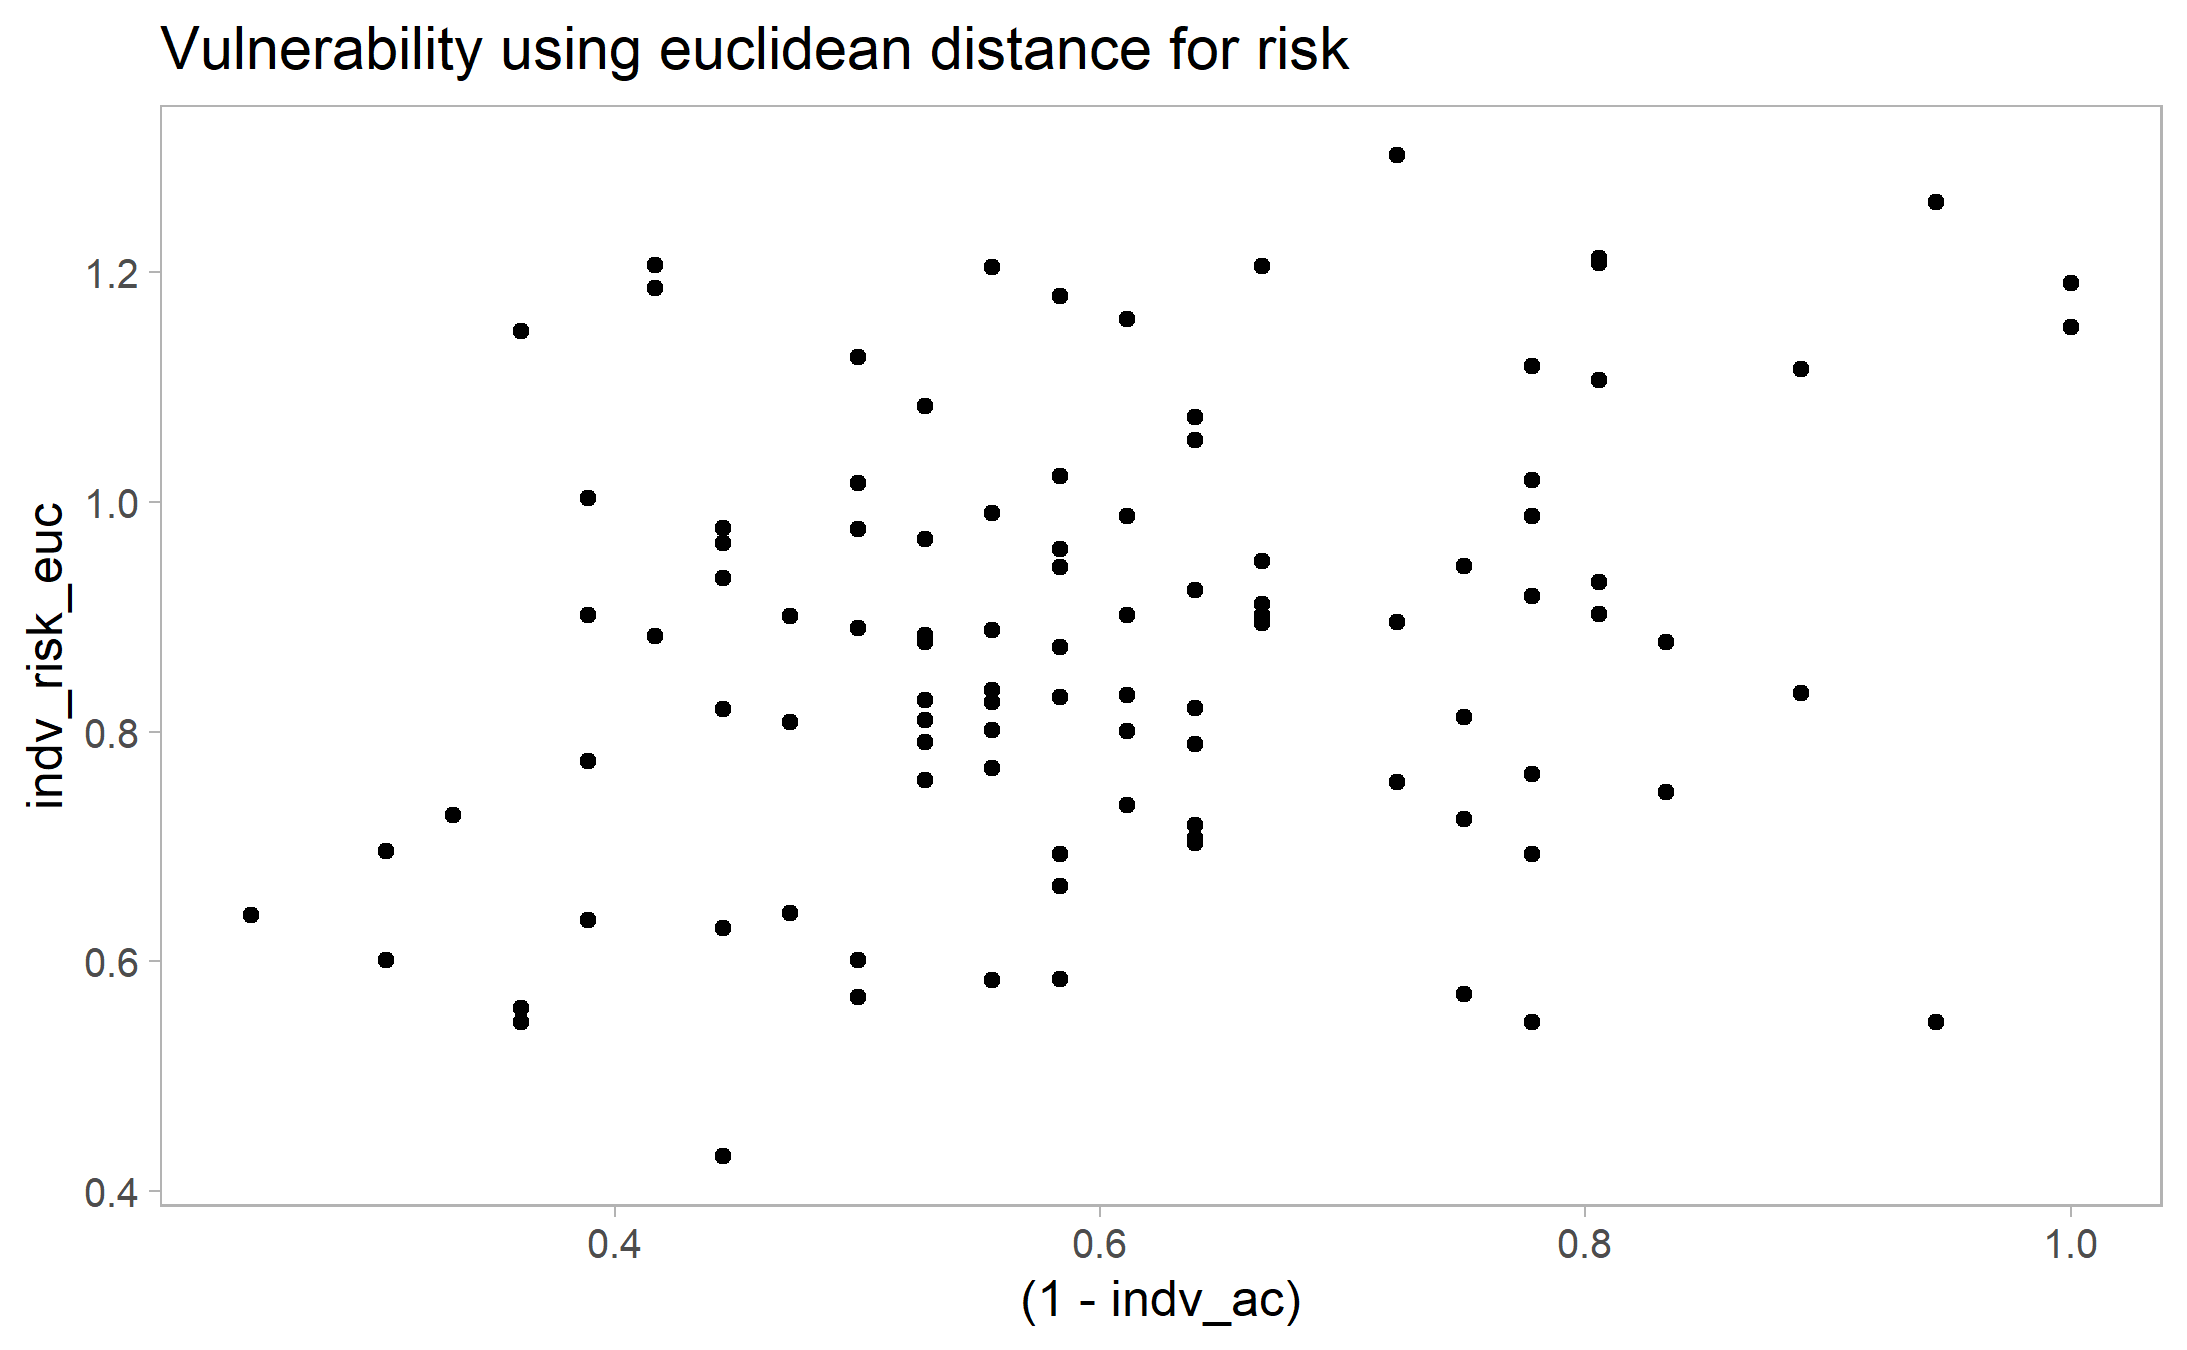 Vulnerability using euclidean distance for risk
indv_risk_euc
1.2
1.0
0.8
0.6
0.4
0.4 0.6 0.8 1.0
(1 - indv_ac)